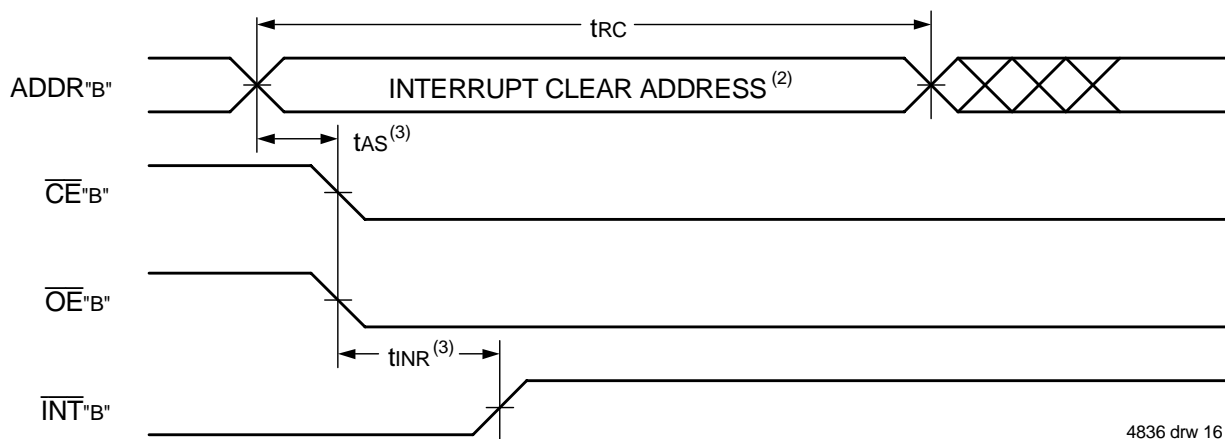 tRC
ADDR"B"
INTERRUPT CLEAR ADDRESS (2)
tAS(3)
CE"B"
OE"B"
tINR(3)
INT"B"
4836 drw 16